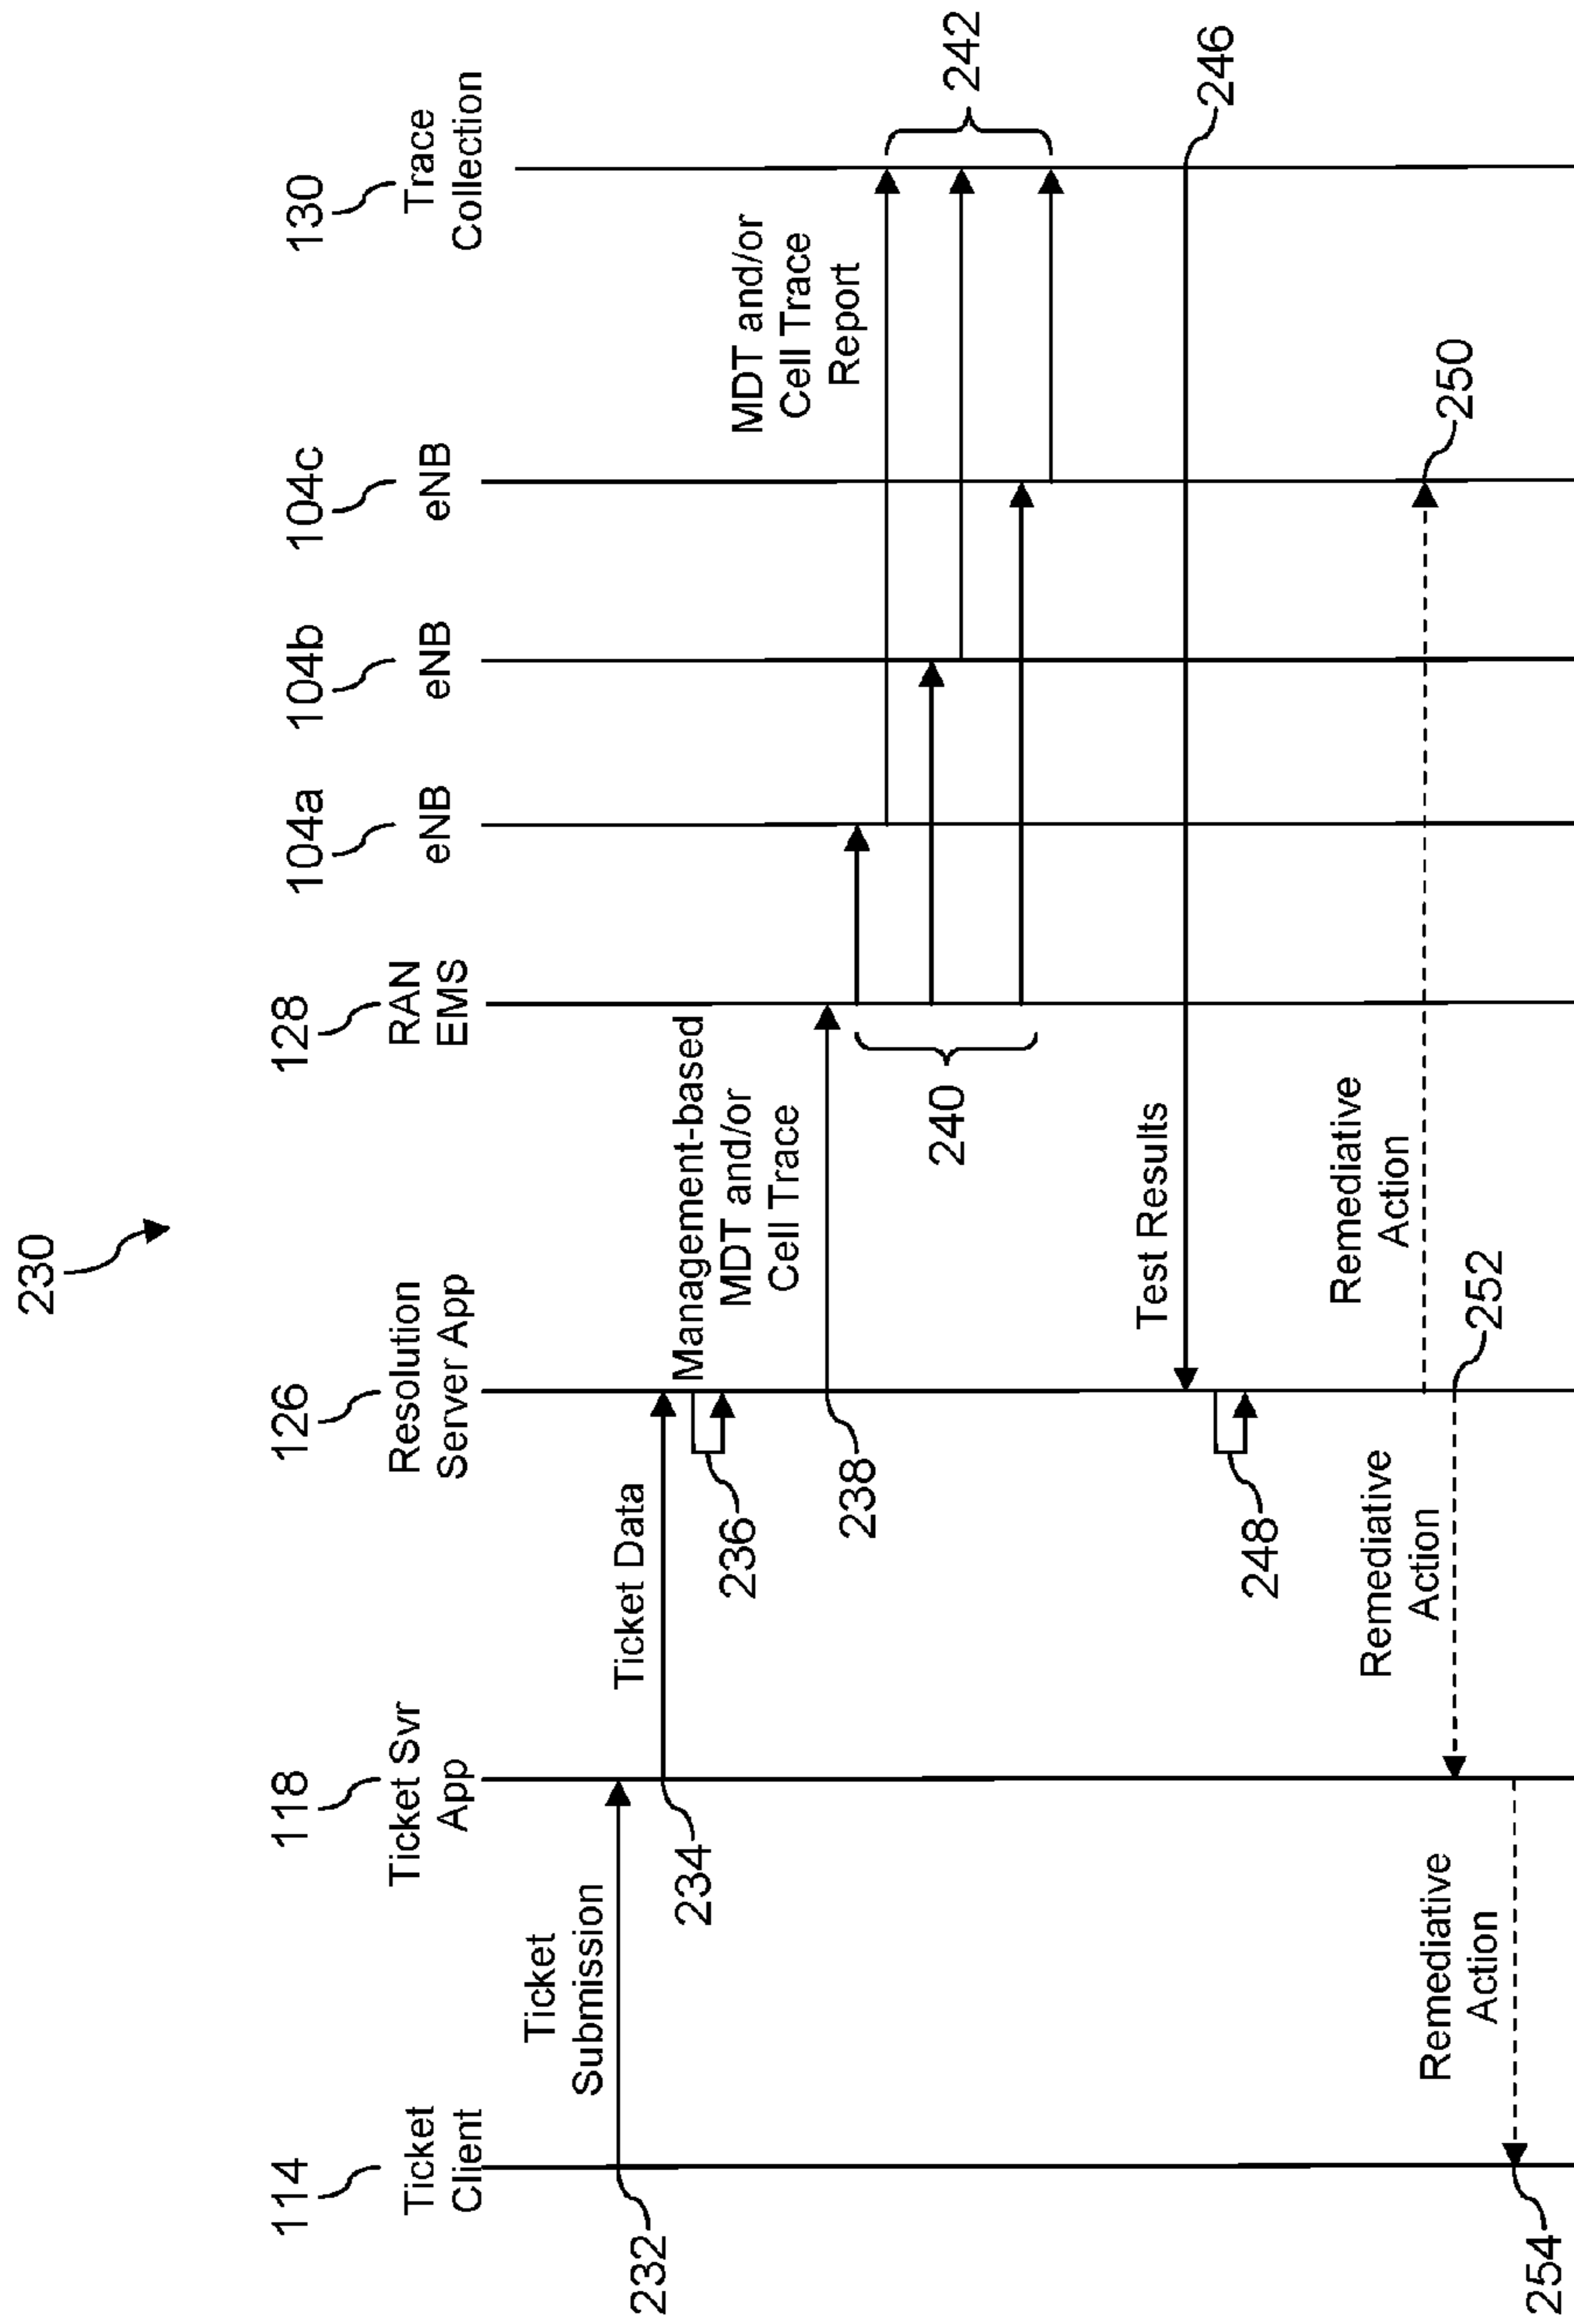 230
114
118
126
128
104a
104b
104c
130
Ticket
Client
Ticket Svr
App
Resolution
Server App
RAN
EMS
eNB
eNB
eNB
Trace
Collection
232
Ticket
Submission
234
Ticket Data
236
Management-based
MDT and/or
Cell Trace
238
240
MDT and/or
Cell Trace
Report
242
Test Results
246
248
Remediative
Action
250
Remediative
Action
252
Remediative
Action
254